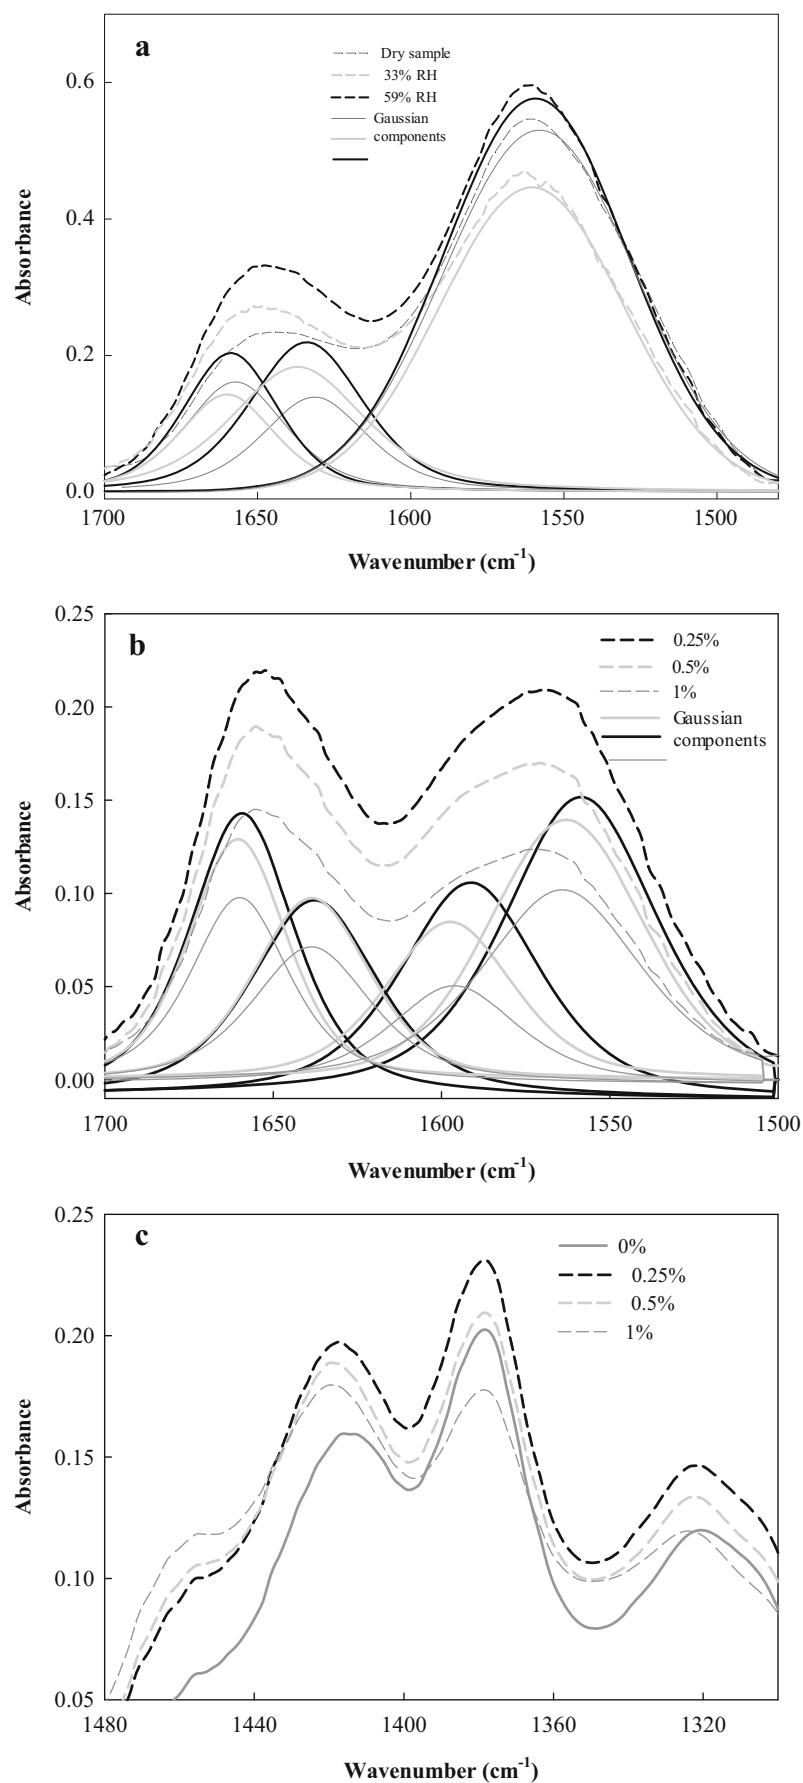 a
Dry sample
33% RH
59% RH
Gaussian
components
0.6
0.4
0.2
0.0
Absorbance
1700 1650 1600 1550 1500
Wavenumber (cm-1)
b
0.25%
0.5%
1%
Gaussian
components
0.25
0.20
0.15
0.10
0.05
0.00
Absorbance
1700 1650 1600 1550 1500
Wavenumber (cm-1)
c
0%
0.25%
0.5%
1%
0.25
0.20
0.15
0.10
0.05
Absorbance
1480 1440 1400 1360 1320
Wavenumber (cm-1)